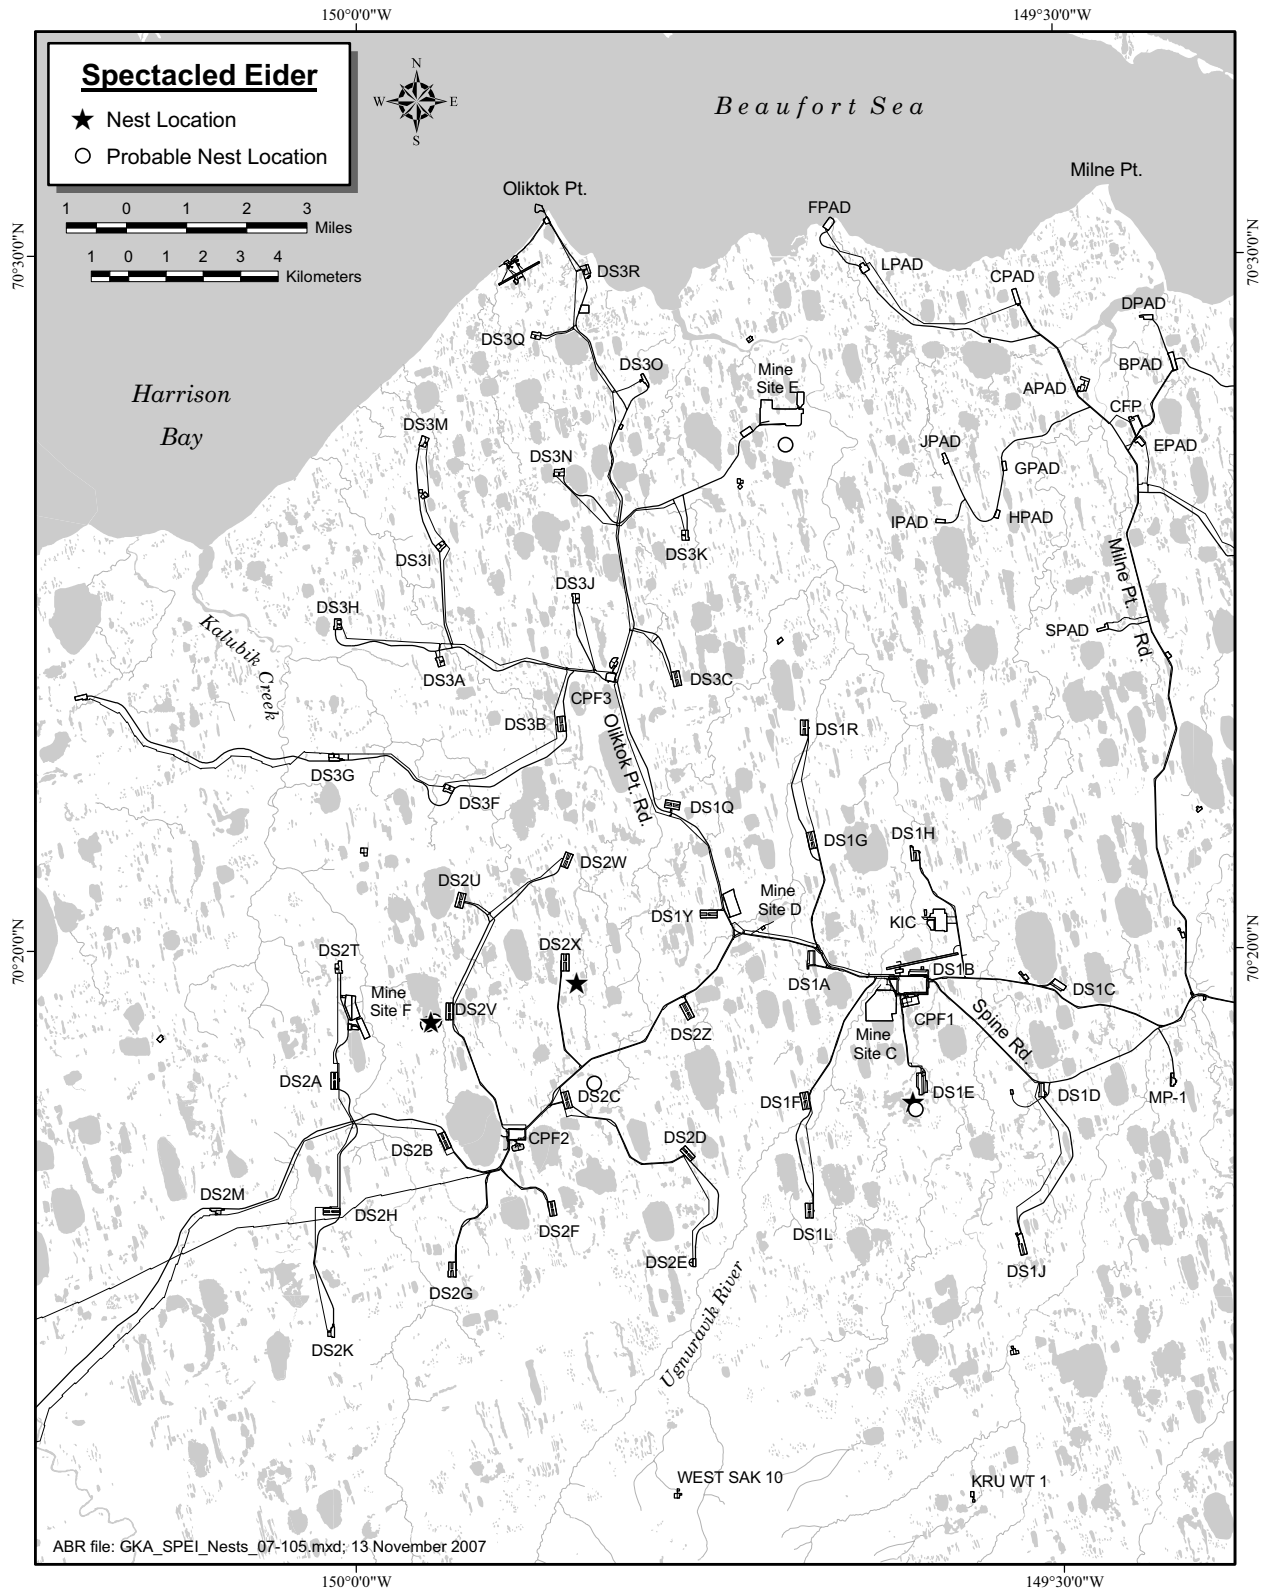 150°0'0"W
149°30'0"W
Spectacled Eider
Nest Location
Probable Nest Location
N
W
E
S
Beaufort Sea
Milne Pt.
Oliktok Pt.
1 0 1 2 3
Miles
1 0 1 2 3 4
Kilometers
70°30'0"N
70°30'0"N
FPAD
LPAD
CPAD
DPAD
DS3R
DS3Q
DS3O
BPAD
Mine
Site E
APAD
CFP
Harrison
Bay
DS3M
DS3N
JPAD
EPAD
GPAD
IPAD
HPAD
DS3K
DS3I
Milne Pt.
Rd.
DS3J
DS3H
Kalubik
Creek
SPAD
DS3A
CPF3
DS3C
DS3B
Oliktok Pt. Rd.
DS1R
DS3G
DS3F
DS1Q
DS1G
DS1H
DS2W
DS2U
Mine
Site D
DS1Y
KIC
70°20'0"N
70°20'0"N
DS2T
DS2X
DS1A
DS1B
DS1C
Mine
Site F
DS2V
DS2Z
CPF1
Spine Rd.
Mine
Site C
DS2A
DS2C
DS1F
DS1E
DS1D
MP-1
DS2B
CPF2
DS2D
DS2M
DS2H
DS2F
DS1L
DS2E
DS1J
DS2G
Ugnuravik River
DS2K
WEST SAK 10
KRU WT 1
ABR file: GKA_SPEI_Nests_07-105.mxd; 13 November 2007
150°0'0"W
149°30'0"W